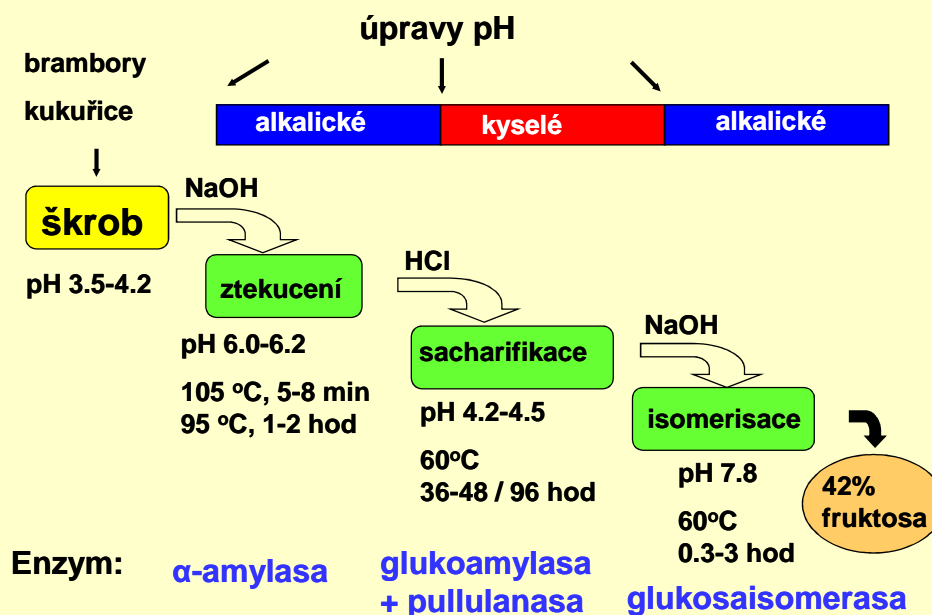 úpravy pH
brambory
kukuřice
alkalické
kyselé
alkalické
škrob
pH 3.5-4.2
NaOH
ztekucení
pH 6.0-6.2
105 ºC, 5-8 min
95 ºC, 1-2 hod
HCl
sacharifikace
pH 4.2-4.5
60ºC
36-48 / 96 hod
NaOH
isomerisace
pH 7.8
60ºC
0.3-3 hod
42%
fruktosa
Enzym:
α-amylasa
glukoamylasa
+ pullulanasa
glukosaisomerasa